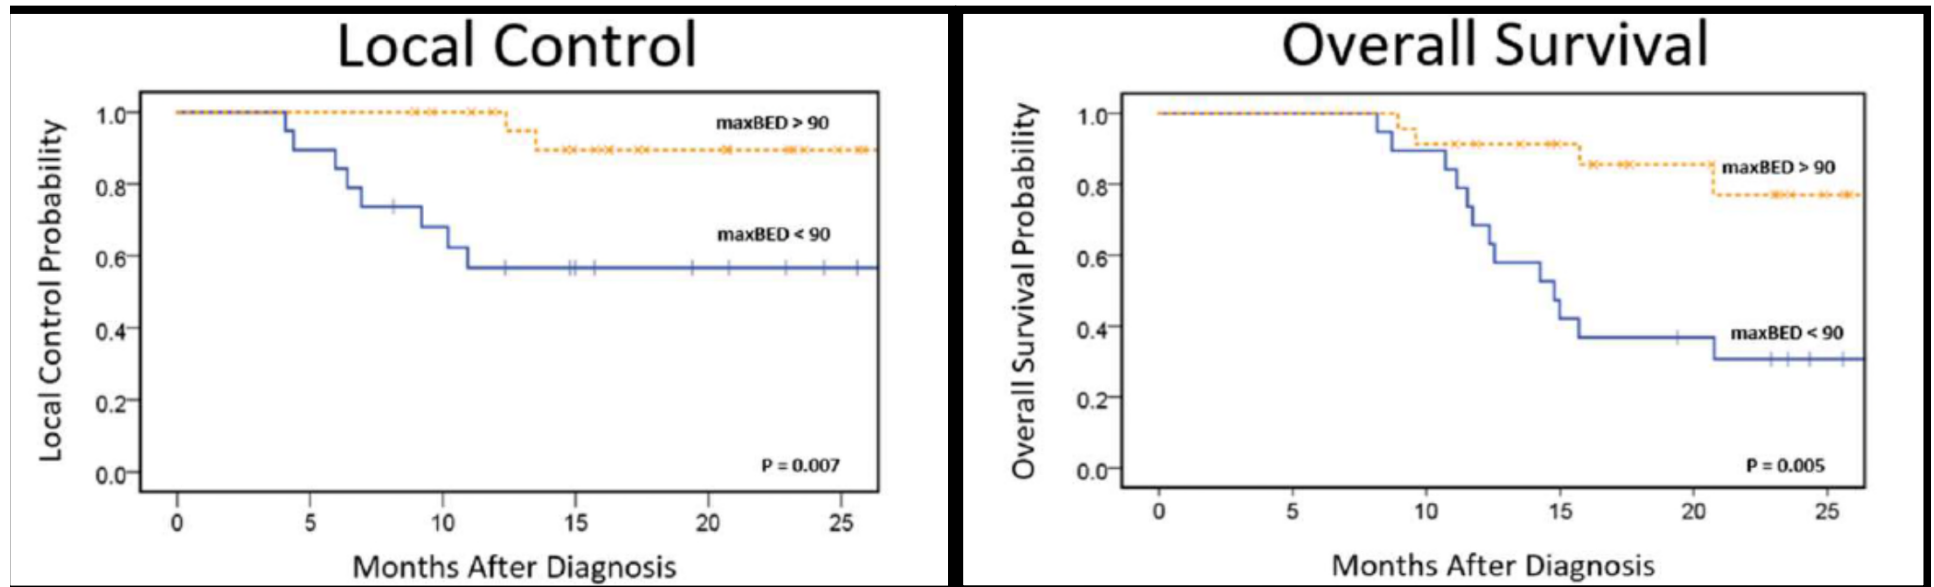 Local Control
Local Control Probability
1.0
0.8
0.6
0.4
0.2
0.0
maxBED > 90
maxBED < 90
P = 0.007
0 5 10 15 20 25
Months After Diagnosis
Overall Survival
Overall Survival Probability
1.0
0.8
0.6
0.4
0.2
0.0
maxBED > 90
maxBED < 90
P = 0.005
0 5 10 15 20 25
Months After Diagnosis